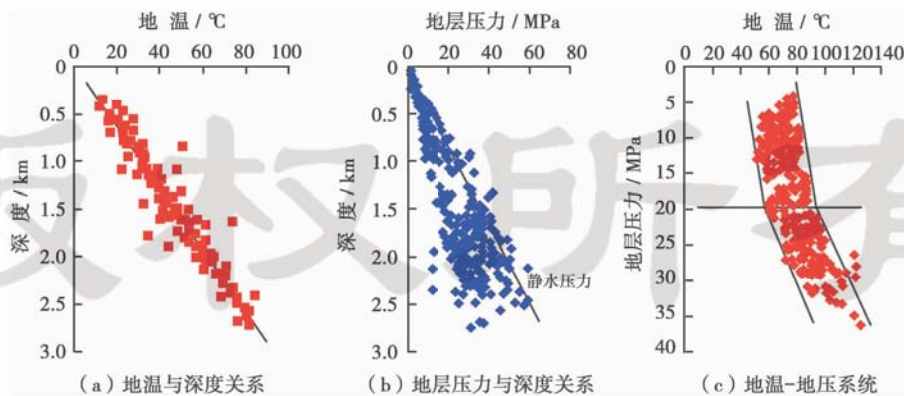 地 温 / ℃
0 20 40 60 80 100
0
0.5
1.0
1.5
2.0
2.5
3.0
深 度 / km
(a) 地温与深度关系
地层压力 / MPa
0 20 40 60 80
0
0.5
1.0
1.5
2.0
2.5
3.0
深 度 / km
静水压力
(b) 地层压力与深度关系
地 温 / ℃
0 20 40 60 80 100 120 140
0
5
10
15
20
25
30
35
40
地层压力 / MPa
(c) 地温-地压系统
版权所有